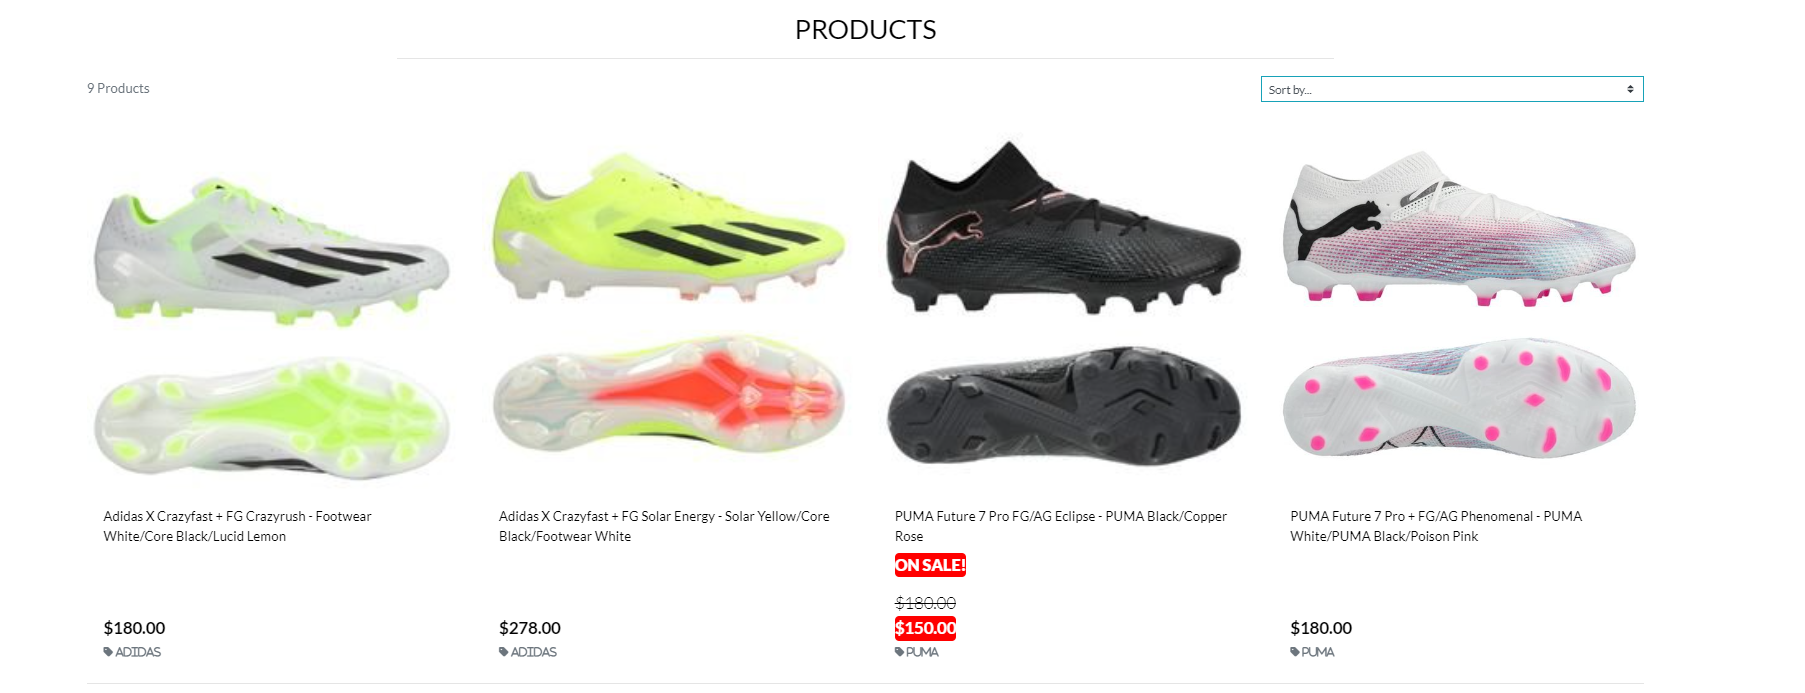 PRODUCTS
9 Products
Sort by...
Adidas X Crazyfast + FG Crazyrush - Footwear
White/Core Black/Lucid Lemon
$180.00
ADIDAS
Adidas X Crazyfast + FG Solar Energy - Solar Yellow/Core
Black/Footwear White
$278.00
ADIDAS
PUMA Future 7 Pro FG/AG Eclipse - PUMA Black/Copper
Rose
ON SALE!
$180.00
$150.00
PUMA
PUMA Future 7 Pro + FG/AG Phenomenal - PUMA
White/PUMA Black/Poison Pink
$180.00
PUMA